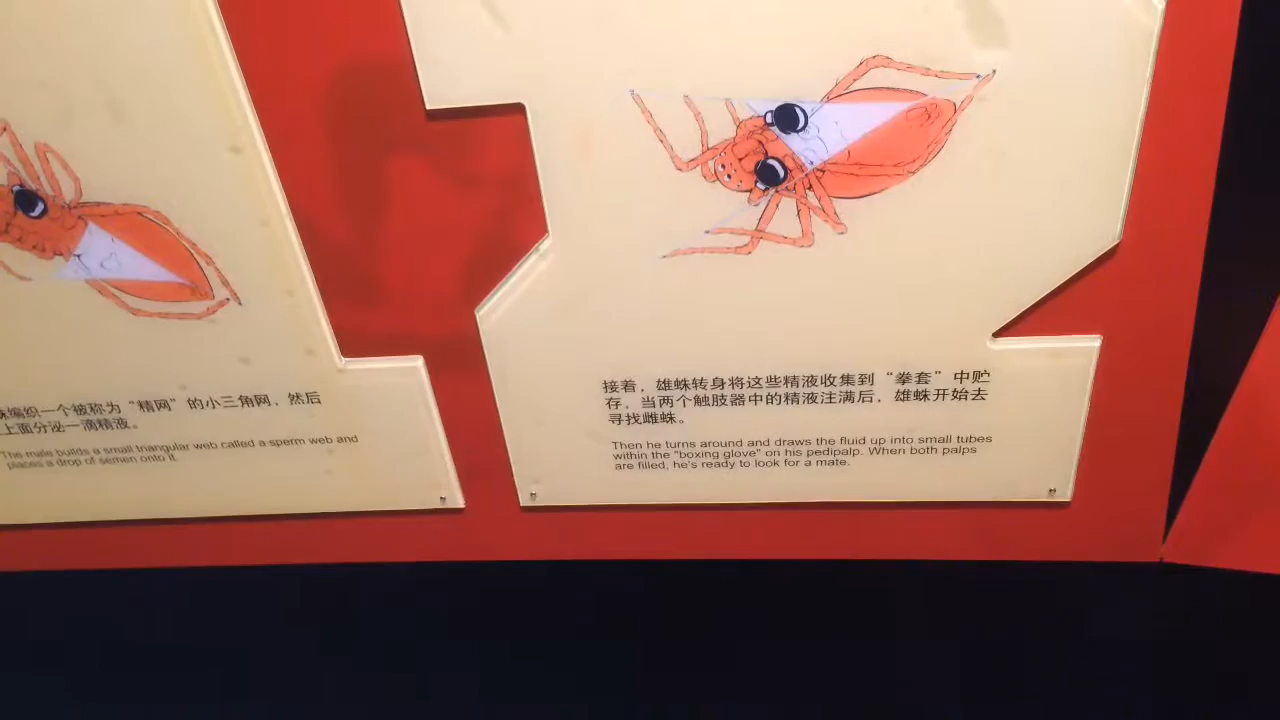 蛛编织一个被称为“精网”的小三角网，然后
上面分泌一滴精液。
The male builds a small triangular web called a sperm web and
places a drop of semen onto it.
接着，雄蛛转身将这些精液收集到“拳套”中贮
存，当两个触肢器中的精液注满后，雄蛛开始去
寻找雌蛛。
Then he turns around and draws the fluid up into small tubes
within the "boxing glove" on his pedipalp. When both palps
are filled, he's ready to look for a mate.